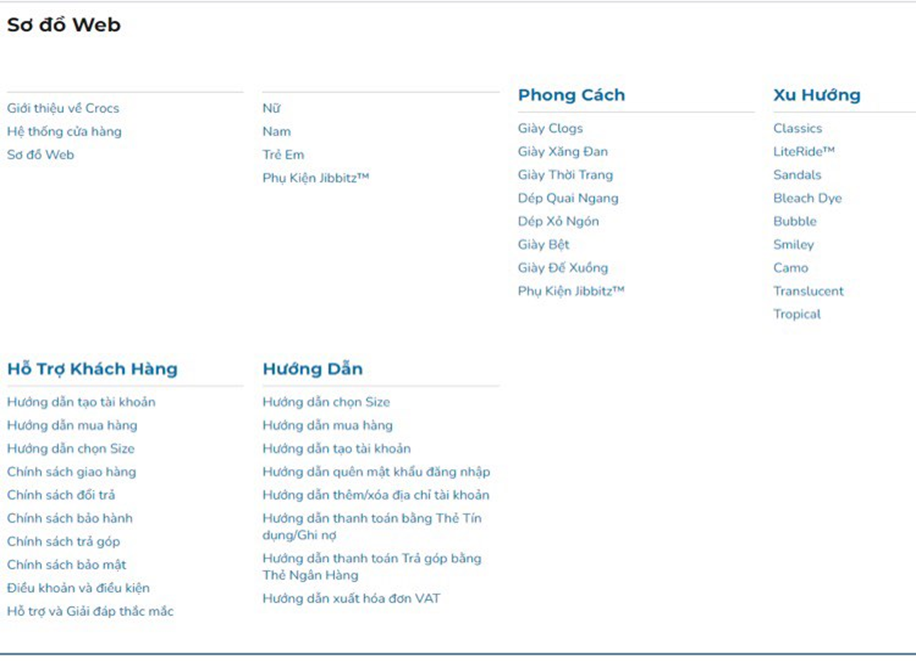 Sơ đồ Web
Giới thiệu về Crocs
Hệ thống cửa hàng
Sơ đồ Web
Nữ
Nam
Trẻ Em
Phụ Kiện Jibbitz™
Phong Cách
Giày Clogs
Giày Xăng Đan
Giày Thời Trang
Dép Quai Ngang
Dép Xỏ Ngón
Giày Bệt
Giày Đế Xuồng
Phụ Kiện Jibbitz™
Xu Hướng
Classics
LiteRide™
Sandals
Bleach Dye
Bubble
Smiley
Camo
Translucent
Tropical
Hỗ Trợ Khách Hàng
Hướng dẫn tạo tài khoản
Hướng dẫn mua hàng
Hướng dẫn chọn Size
Chính sách giao hàng
Chính sách đổi trả
Chính sách bảo hành
Chính sách trả góp
Chính sách bảo mật
Điều khoản và điều kiện
Hỗ trợ và Giải đáp thắc mắc
Hướng Dẫn
Hướng dẫn chọn Size
Hướng dẫn mua hàng
Hướng dẫn tạo tài khoản
Hướng dẫn quên mật khẩu đăng nhập
Hướng dẫn thêm/xóa địa chỉ tài khoản
Hướng dẫn thanh toán bằng Thẻ Tín
dụng/Ghi nợ
Hướng dẫn thanh toán Trả góp bằng
Thẻ Ngân Hàng
Hướng dẫn xuất hóa đơn VAT